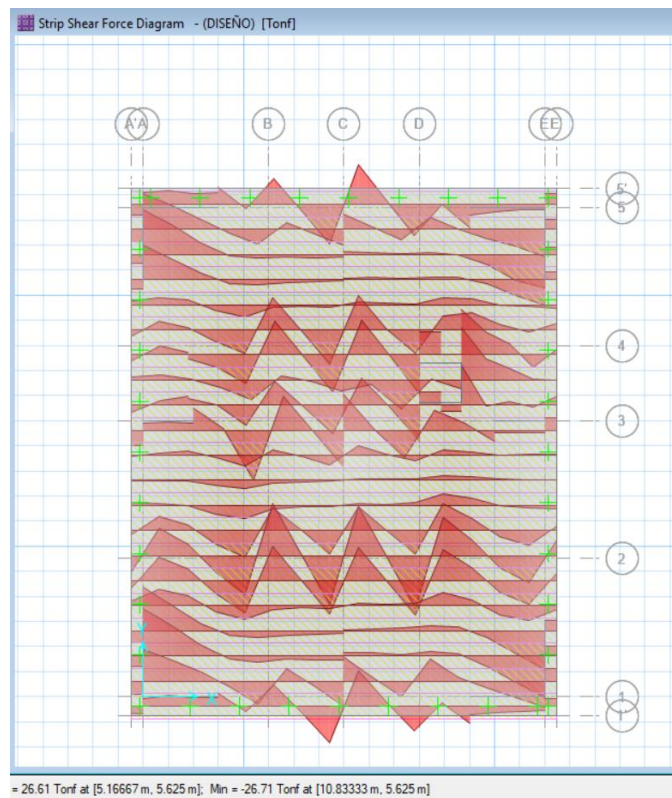 Strip Shear Force Diagram - (DISEÑO) [Tonf]
A' A B C D E E
5'
5
4
3
2
1
1'
Y
X
= 26.61 Tonf at [5.16667 m, 5.625 m]; Min = -26.71 Tonf at [10.83333 m, 5.625 m]